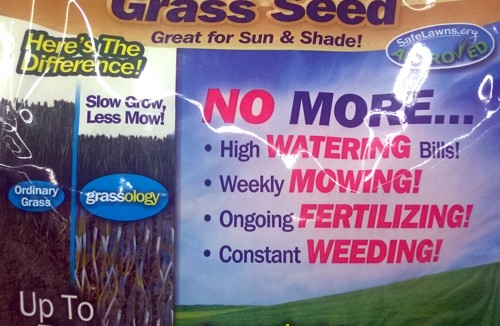 Grass Seed
Great for Sun & Shade!
SafeLawns.org
APPROVED
Here's The
Difference!
Slow Grow,
Less Mow!
Ordinary
Grass
grassology™
NO MORE...
• High WATERING Bills!
• Weekly MOWING!
• Ongoing FERTILIZING!
• Constant WEEDING!
Up To